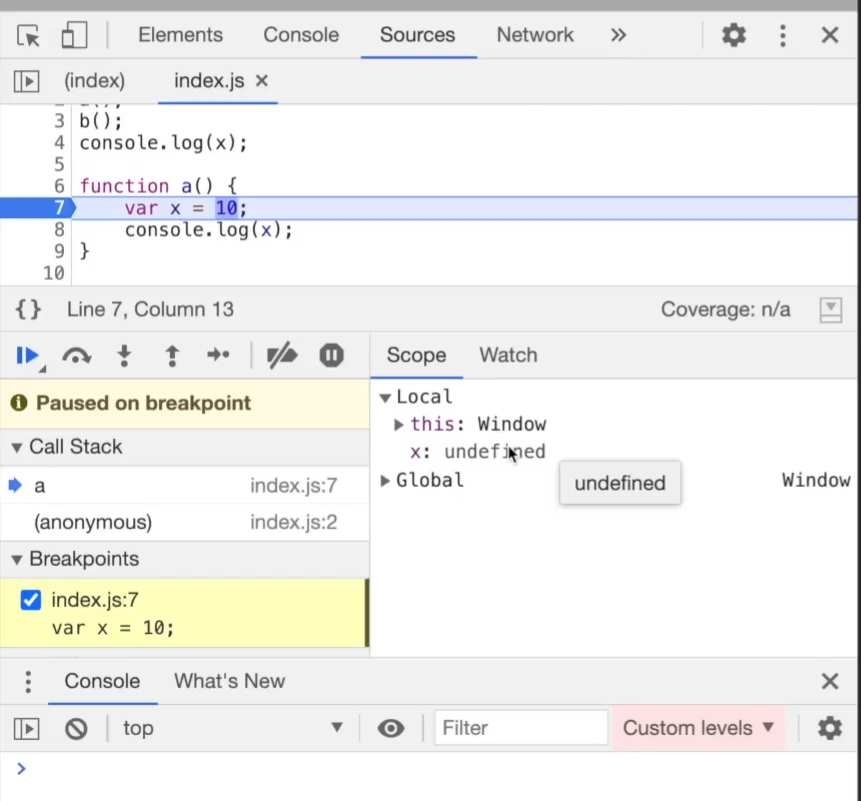 Elements Console Sources Network »
(index) index.js ×
3 b();
4 console.log(x);
5
6 function a() {
7 var x = 10;
8 console.log(x);
9 }
10
{} Line 7, Column 13 Coverage: n/a
Scope Watch
Paused on breakpoint
Call Stack
a index.js:7
(anonymous) index.js:2
Breakpoints
index.js:7
var x = 10;
Local
this: Window
x: undefined
Global Window
undefined
Console What's New
top Filter Custom levels
>